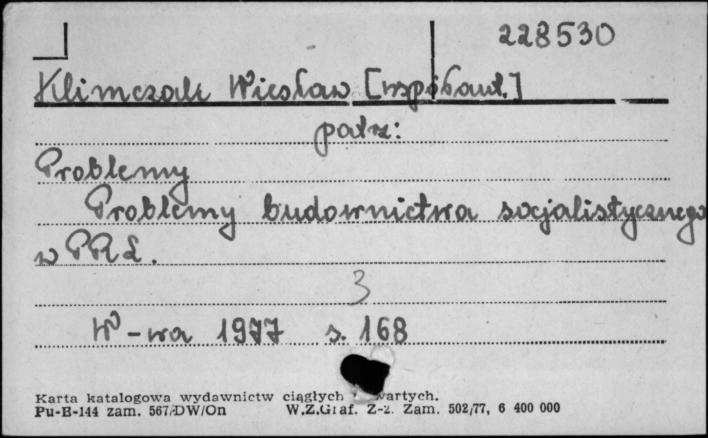 228530
Klimczak Wiesław [współaut.]
patrz:
Problemy
Problemy budownictwa socjalistycznego
w PRL.
3
W-wa 1977 s. 168
Karta katalogowa wydawnictw ciągłych wartych.
Pu-B-144 zam. 567/DW/On W.Z.Graf. Z-2. Zam. 502/77, 6 400 000